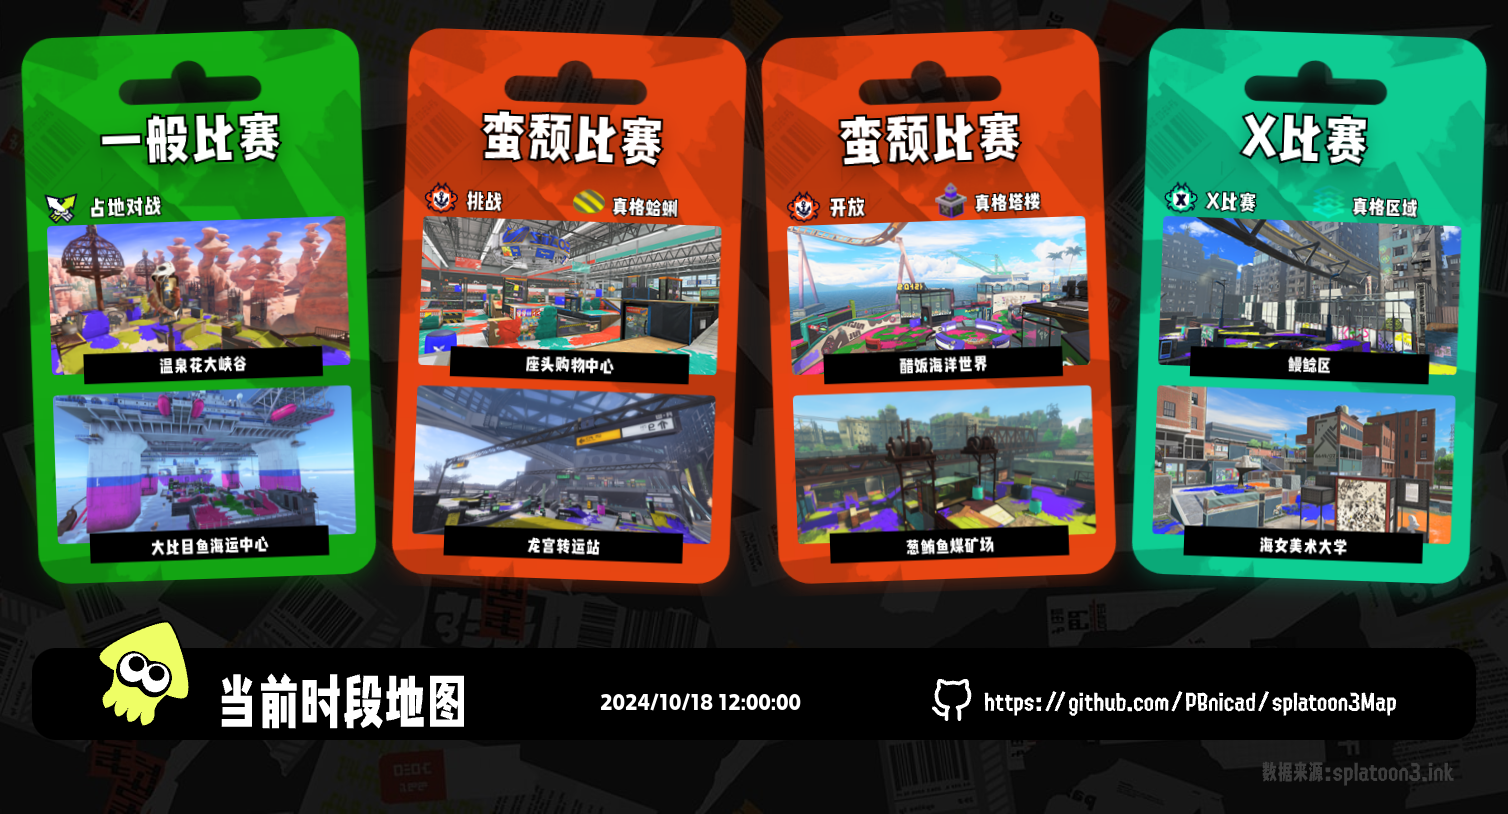 一般比赛
占地对战
温泉花大峡谷
大比目鱼海运中心
蛮颓比赛
挑战
真格蛤蜊
座头购物中心
龙宫转运站
蛮颓比赛
开放
真格塔楼
醋饭海洋世界
葱鲔鱼煤矿场
X比赛
X比赛
真格区域
鳗鲶区
海女美术大学
当前时段地图
2024/10/18 12:00:00
https://github.com/PBnicad/splatoon3Map
数据来源:splatoon3.ink